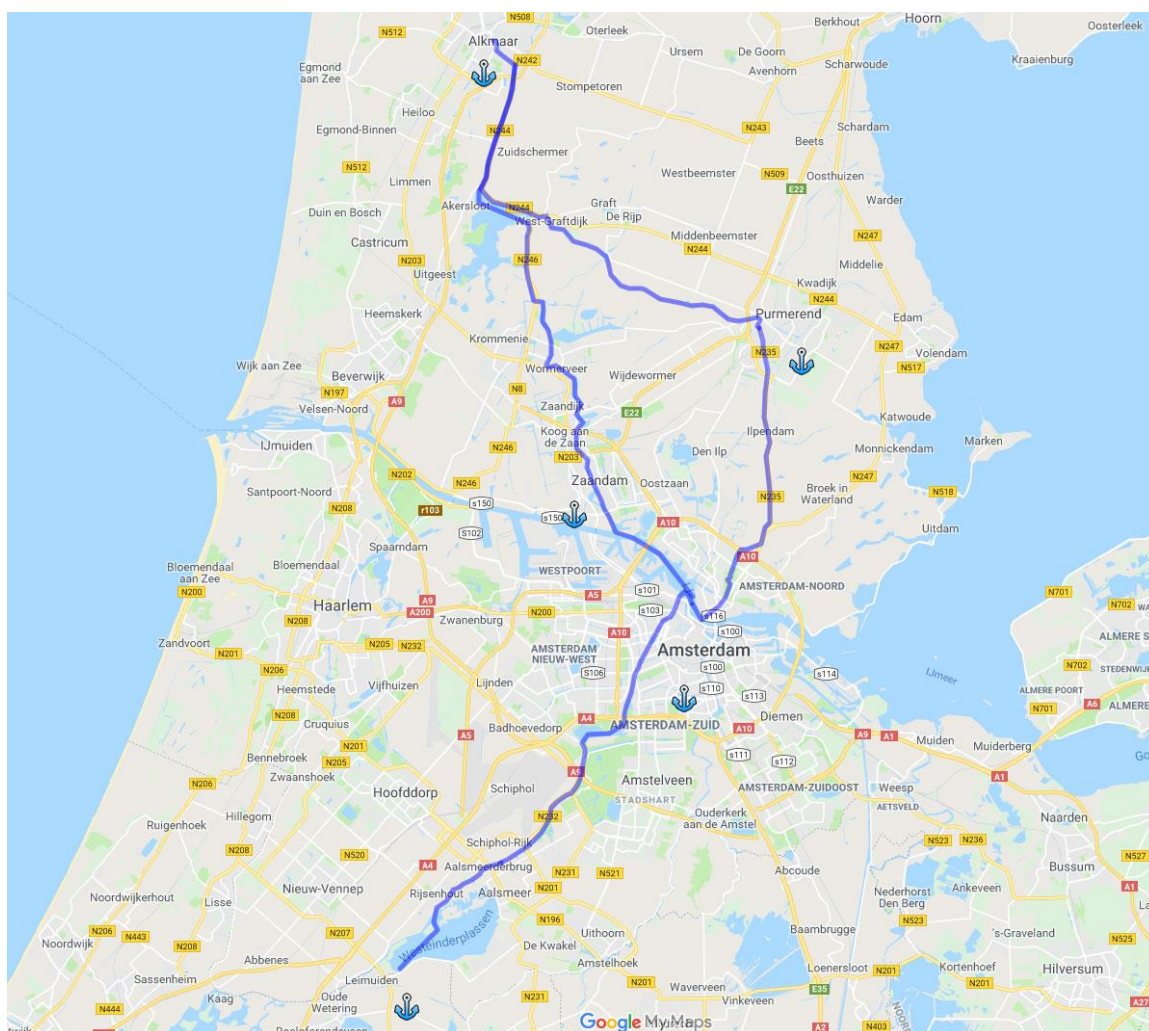 N508
Hoorn
Berkhout
Oosterleek
N512
Alkmaar
Oterleek
Ursem
De Goorn
Scharwoude
Kraaienburg
Egmond
aan Zee
N242
Avenhorn
Stompetoren
Heiloo
Egmond-Binnen
N244
N243
Schardam
Zuidschermer
Beets
N512
Limmen
Westbeemster
N509
Oosthuizen
E22
Warder
Akersloot
N244
Graft
De Rijp
Duin en Bosch
West-Graftdijk
Middenbeemster
N247
Castricum
N203
N244
N246
Middelie
Uitgeest
Kwadijk
N244
Heemskerk
Purmerend
Edam
Krommenie
N235
N247
Volendam
Wijk aan Zee
Wormerveer
Wijdewormer
N517
Beverwijk
N197
N8
A9
Velsen-Noord
Zaandijk
E22
Katwoude
Koog aan
de Zaan
Ilpendam
IJmuiden
N246
Den Ilp
Monnickendam
Marken
N203
N202
Zaandam
N247
N246
Oostzaan
Broek in
Waterland
Santpoort-Noord
s150
N235
N518
N208
r103
s150
A10
Uitdam
S102
Spaarndam
A10
Bloemendaal
aan Zee
Bloemendaal
WESTPOORT
AMSTERDAM-NOORD
N200
A9
s101
N701
Haarlem
A200
A5
N702
N208
N200
s103
s116
Zwanenburg
Zandvoort
A10
s100
ALMERE S
N201
N205
N232
AMSTERDAM
NIEUW-WEST
Amsterdam
N702
N206
s100
IJmeer
S106
s114
Heemstede
Vijfhuizen
Lijnden
s110
ALMERE POORT
N208
s113
A6
Cruquius
A4
AMSTERDAM-ZUID
Diemen
N701
ALMERE
Badhoevedorp
A10
A9
A1
Muiden
N201
A5
Muiderberg
Bennebroek
N205
s111
N206
Zwaanshoek
A9
s112
A1
Hoofddorp
Schiphol
Amstelveen
AMSTERDAM-ZUIDOOST
Weesp
STADSHART
AETSVELD
Hillegom
N232
Ouderkerk
aan de Amstel
Naarden
Ruigenhoek
Schiphol-Rijk
N523
N236
N208
N520
A4
Aalsmeerderbrug
N527
N231
N521
Abcoude
Bussum
Nieuw-Vennep
Rijsenhout
Aalsmeer
N201
A1
Noordwijkerhout
Lisse
Nederhorst
Den Berg
Ankeveen
N206
N207
N196
Uithoorn
N523
Noordwijk
N443
N208
Westeinderplassen
De Kwakel
Baambrugge
's-Graveland
N525
Abbenes
Sassenheim
Leimuiden
Amstelhoek
Loenersloot
N201
Kortenhoef
Hilversum
N444
Kaag
Oude
Wetering
N231
Waverveen
E35
N201
Vinkeveen
A27
A2
N403
Google My Maps